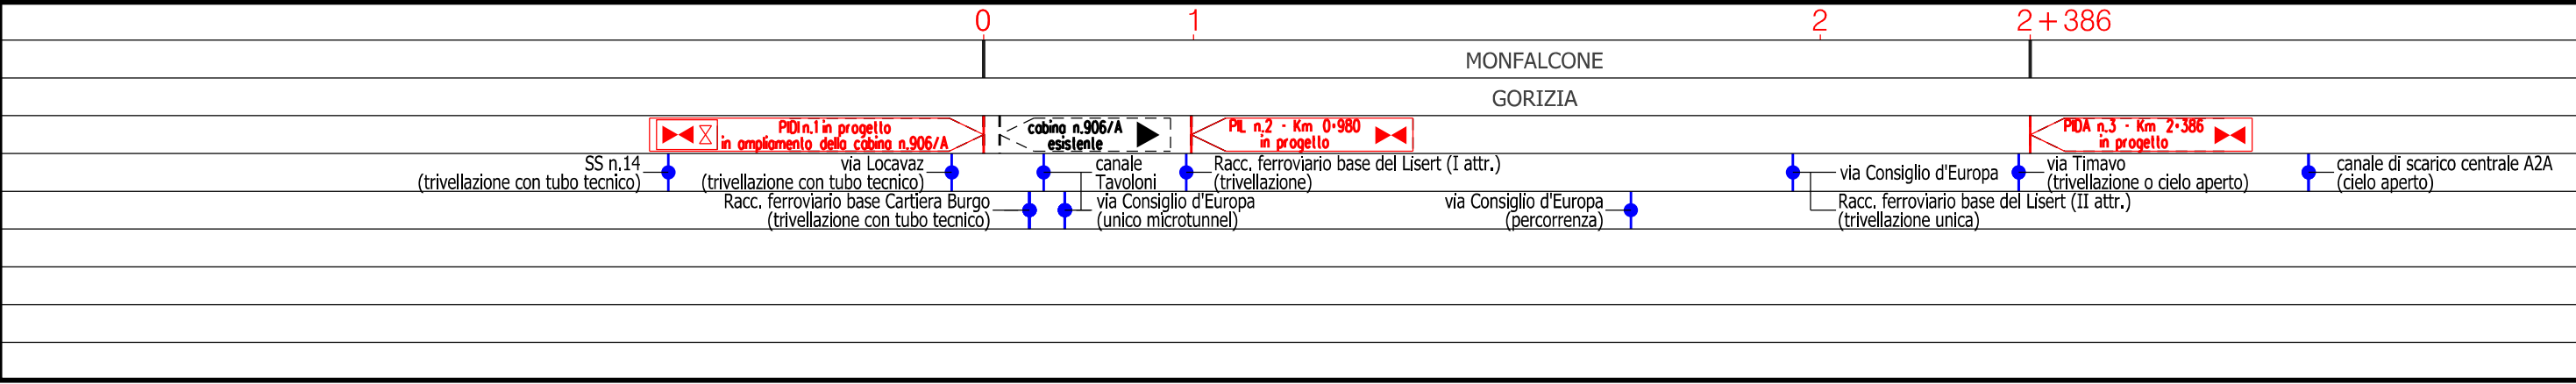 0 1 2 2+386
MONFALCONE
GORIZIA
PIDI n.1 in progetto
in ampliamento della cabina n.906/A
cabina n.906/A
esistente
PIL n.2 - Km 0+980
in progetto
PIDA n.3 - Km 2+386
in progetto
SS n.14
(trivellazione con tubo tecnico)
via Locavaz
(trivellazione con tubo tecnico)
canale
Tavoloni
Racc. ferroviario base del Lisert (I attr.)
(trivellazione)
via Consiglio d'Europa
via Timavo
(trivellazione o cielo aperto)
canale di scarico centrale A2A
(cielo aperto)
Racc. ferroviario base Cartiera Burgo
(trivellazione con tubo tecnico)
via Consiglio d'Europa
(unico microtunnel)
via Consiglio d'Europa
(percorrenza)
Racc. ferroviario base del Lisert (II attr.)
(trivellazione unica)